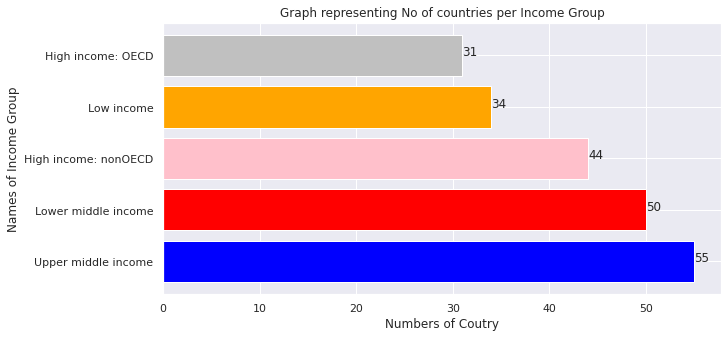 Graph representing No of countries per Income Group
Names of Income Group
High income: OECD
31
Low income
34
High income: nonOECD
44
Lower middle income
50
Upper middle income
55
0 10 20 30 40 50
Numbers of Coutry